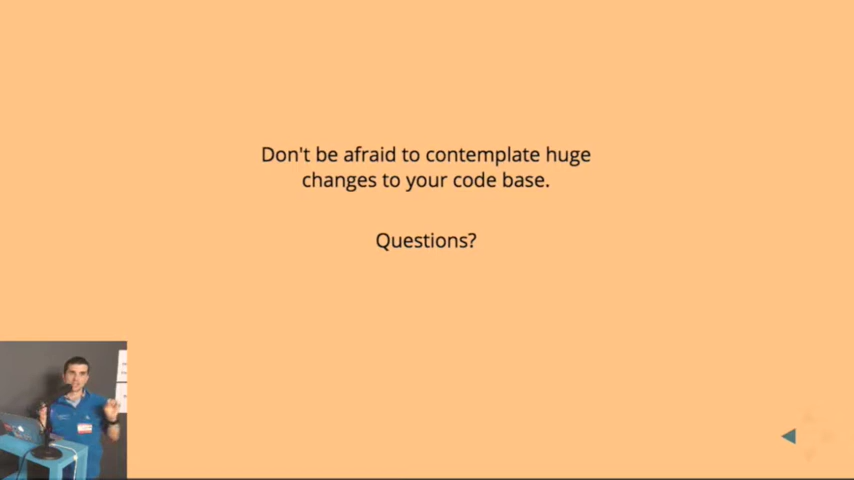 Don't be afraid to contemplate huge
changes to your code base.
Questions?